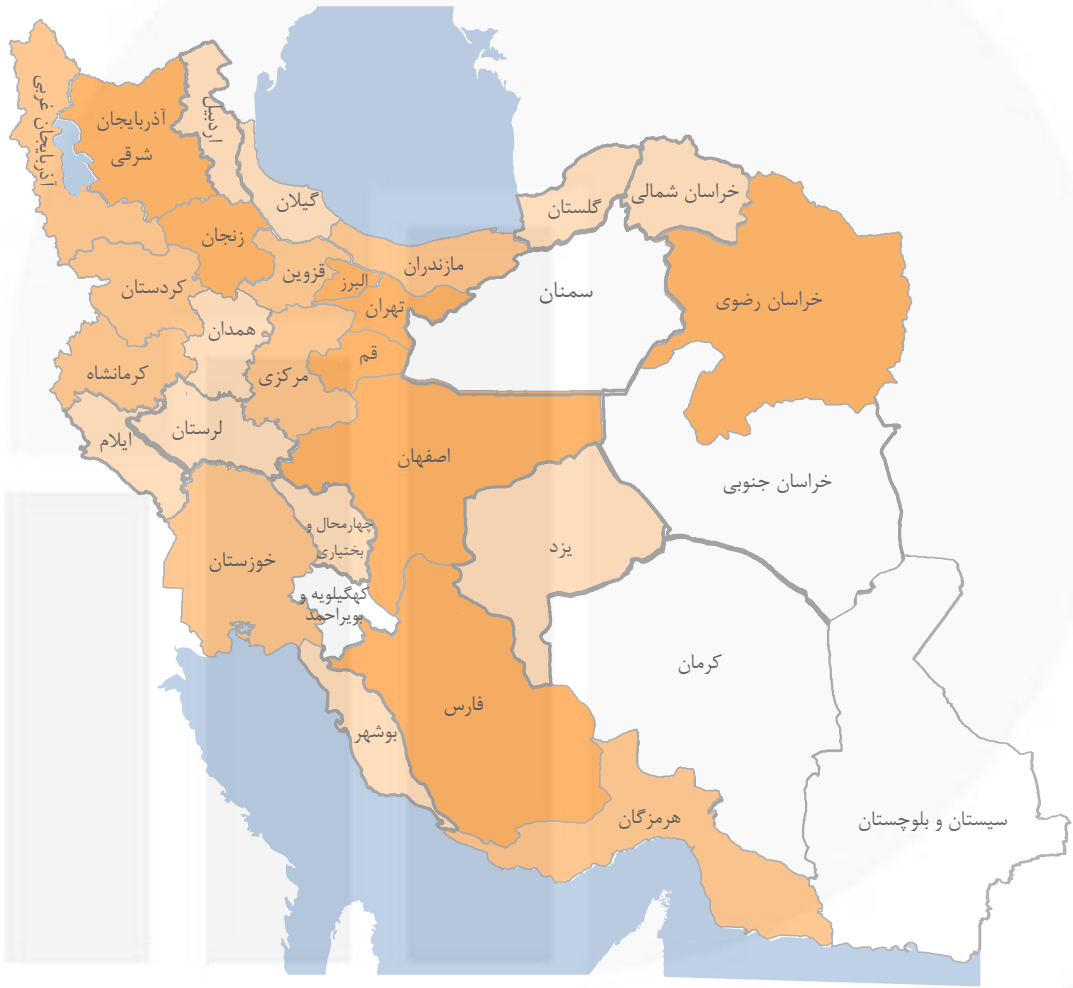 آذربایجان غربی
آذربایجان
شرقی
اردبیل
گیلان
زنجان
کردستان
قزوین
البرز
مازندران
تهران
گلستان
خراسان شمالی
خراسان رضوی
سمنان
همدان
کرمانشاه
مرکزی
قم
ایلام
لرستان
اصفهان
خراسان جنوبی
خوزستان
چهارمحال و
بختیاری
یزد
کهگیلویه و
بویراحمد
کرمان
فارس
بوشهر
هرمزگان
سیستان و بلوچستان